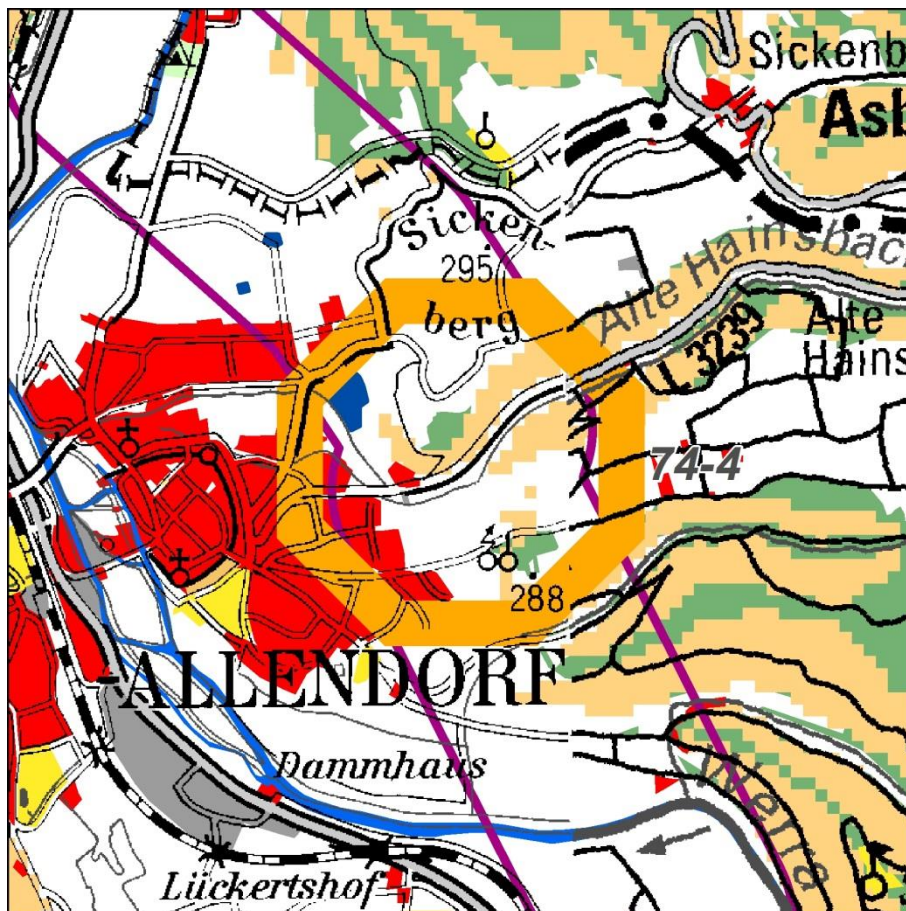 Sickenb
Asb
Sicken-
295
berg
Alte Hainsbach
L 3239
Alte
Hains
74-4
288
ALLENDORF
Dammhaus
Werra
Lückertshof